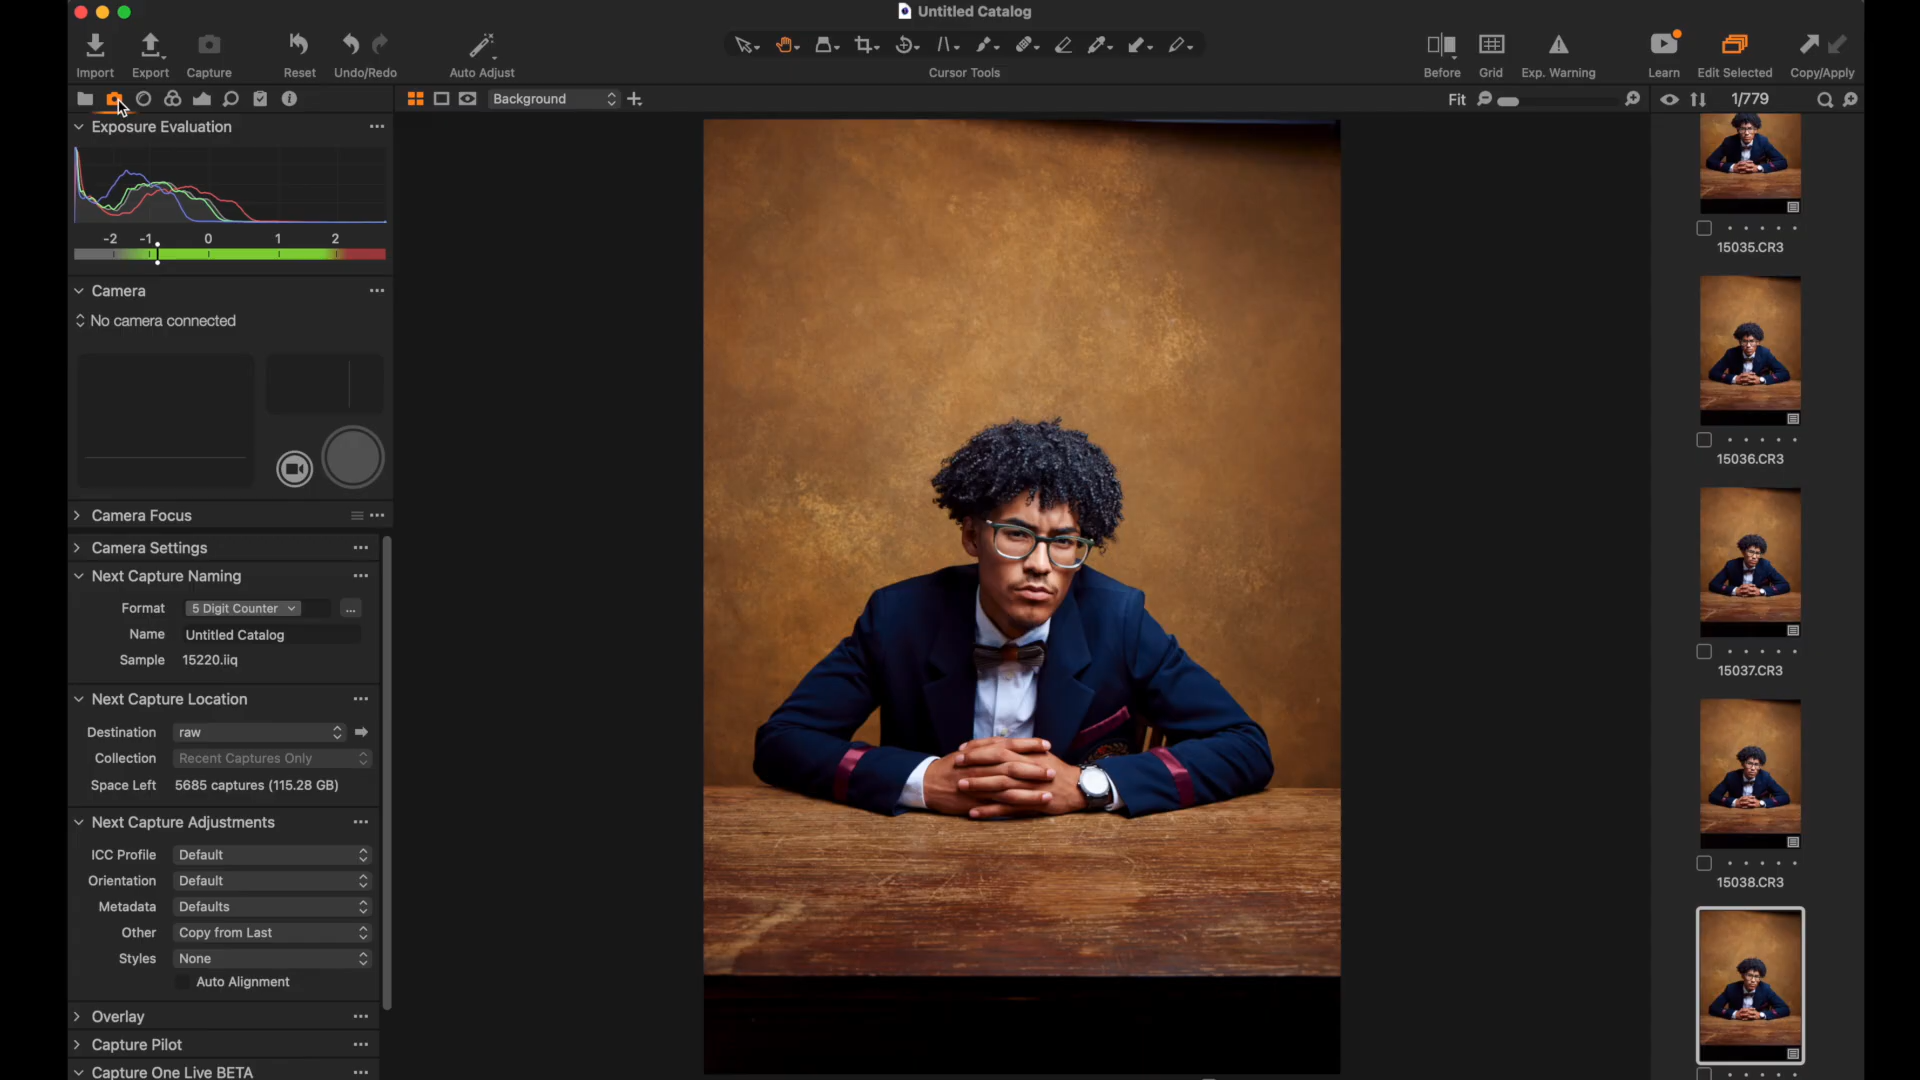 Untitled Catalog
Import
Export
Capture
Reset
Undo/Redo
Auto Adjust
Cursor Tools
Before
Grid
Exp. Warning
Learn
Edit Selected
Copy/Apply
Background
Fit
1/779
Exposure Evaluation
-2 -1 0 1 2
Camera
No camera connected
Camera Focus
Camera Settings
Next Capture Naming
Format 5 Digit Counter ...
Name Untitled Catalog
Sample 15220.iiq
Next Capture Location
Destination raw
Collection Recent Captures Only
Space Left 5685 captures (115.28 GB)
Next Capture Adjustments
ICC Profile Default
Orientation Default
Metadata Defaults
Other Copy from Last
Styles None
Auto Alignment
Overlay
Capture Pilot
Capture One Live BETA
15035.CR3
15036.CR3
15037.CR3
15038.CR3